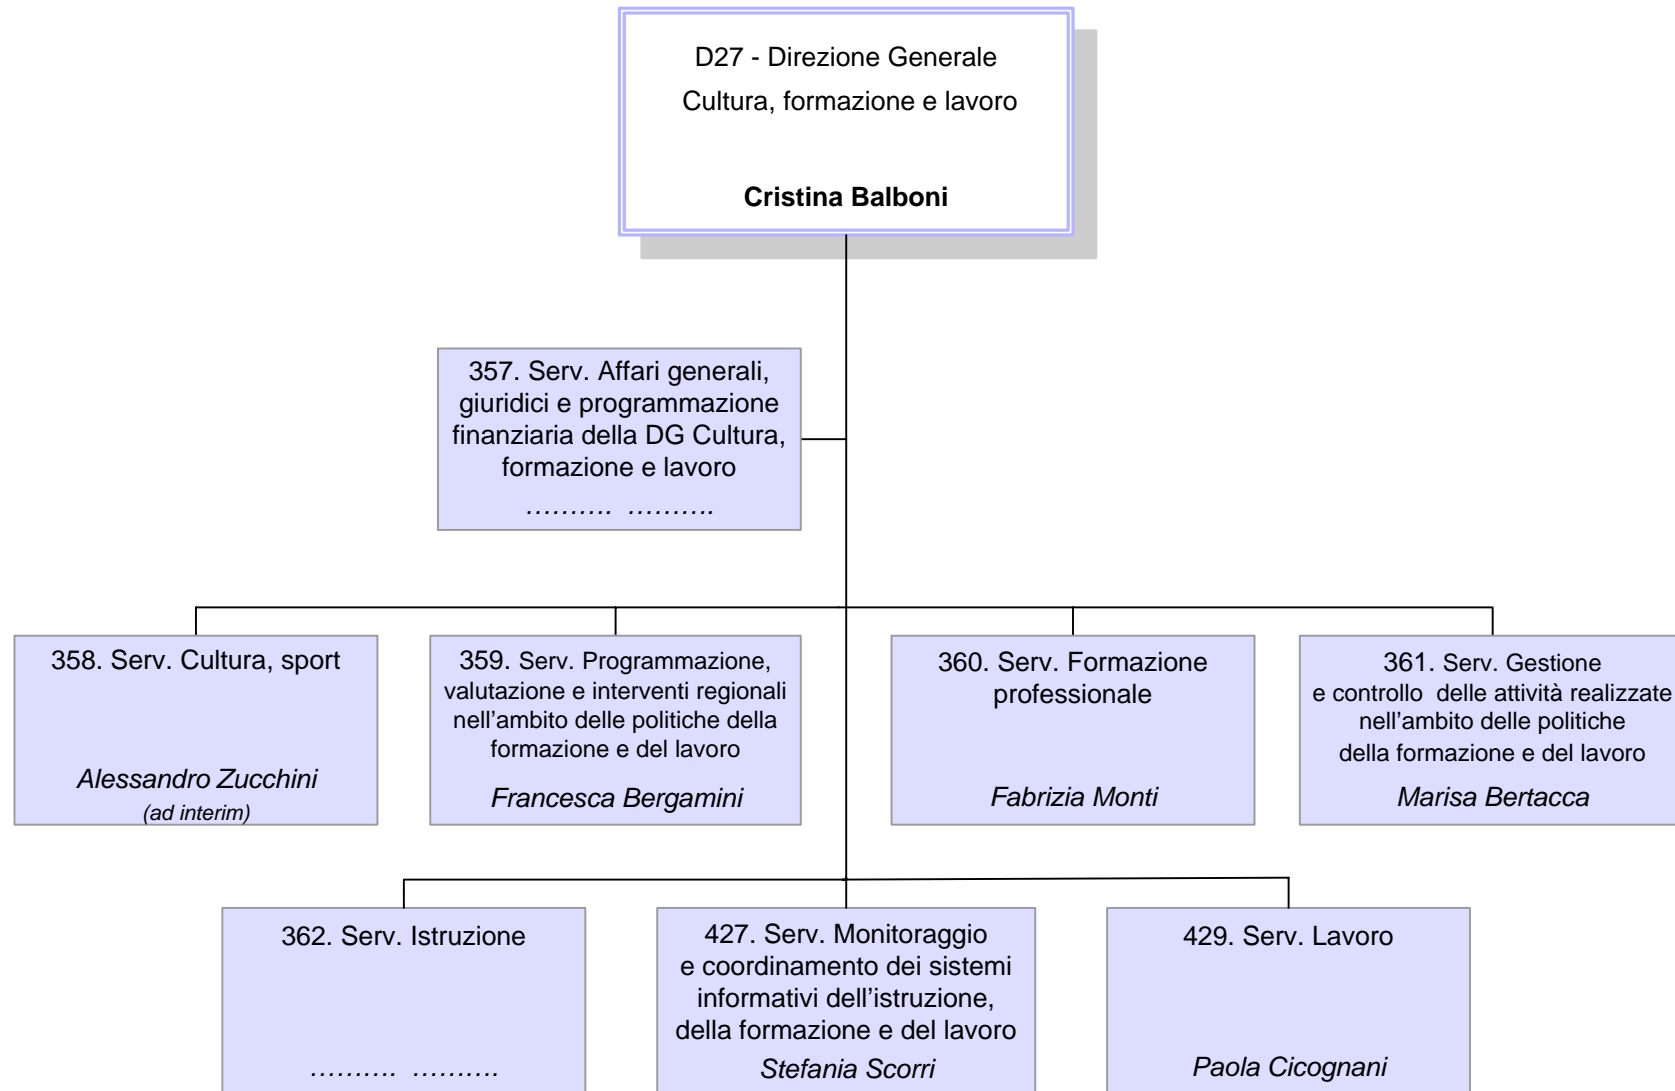 D27 - Direzione Generale
Cultura, formazione e lavoro
Cristina Balboni
357. Serv. Affari generali,
giuridici e programmazione
finanziaria della DG Cultura,
formazione e lavoro
………. ……….
358. Serv. Cultura, sport
Alessandro Zucchini
(ad interim)
359. Serv. Programmazione,
valutazione e interventi regionali
nell’ambito delle politiche della
formazione e del lavoro
Francesca Bergamini
360. Serv. Formazione
professionale
Fabrizia Monti
361. Serv. Gestione
e controllo delle attività realizzate
nell’ambito delle politiche
della formazione e del lavoro
Marisa Bertacca
362. Serv. Istruzione
………. ……….
427. Serv. Monitoraggio
e coordinamento dei sistemi
informativi dell’istruzione,
della formazione e del lavoro
Stefania Scorri
429. Serv. Lavoro
Paola Cicognani